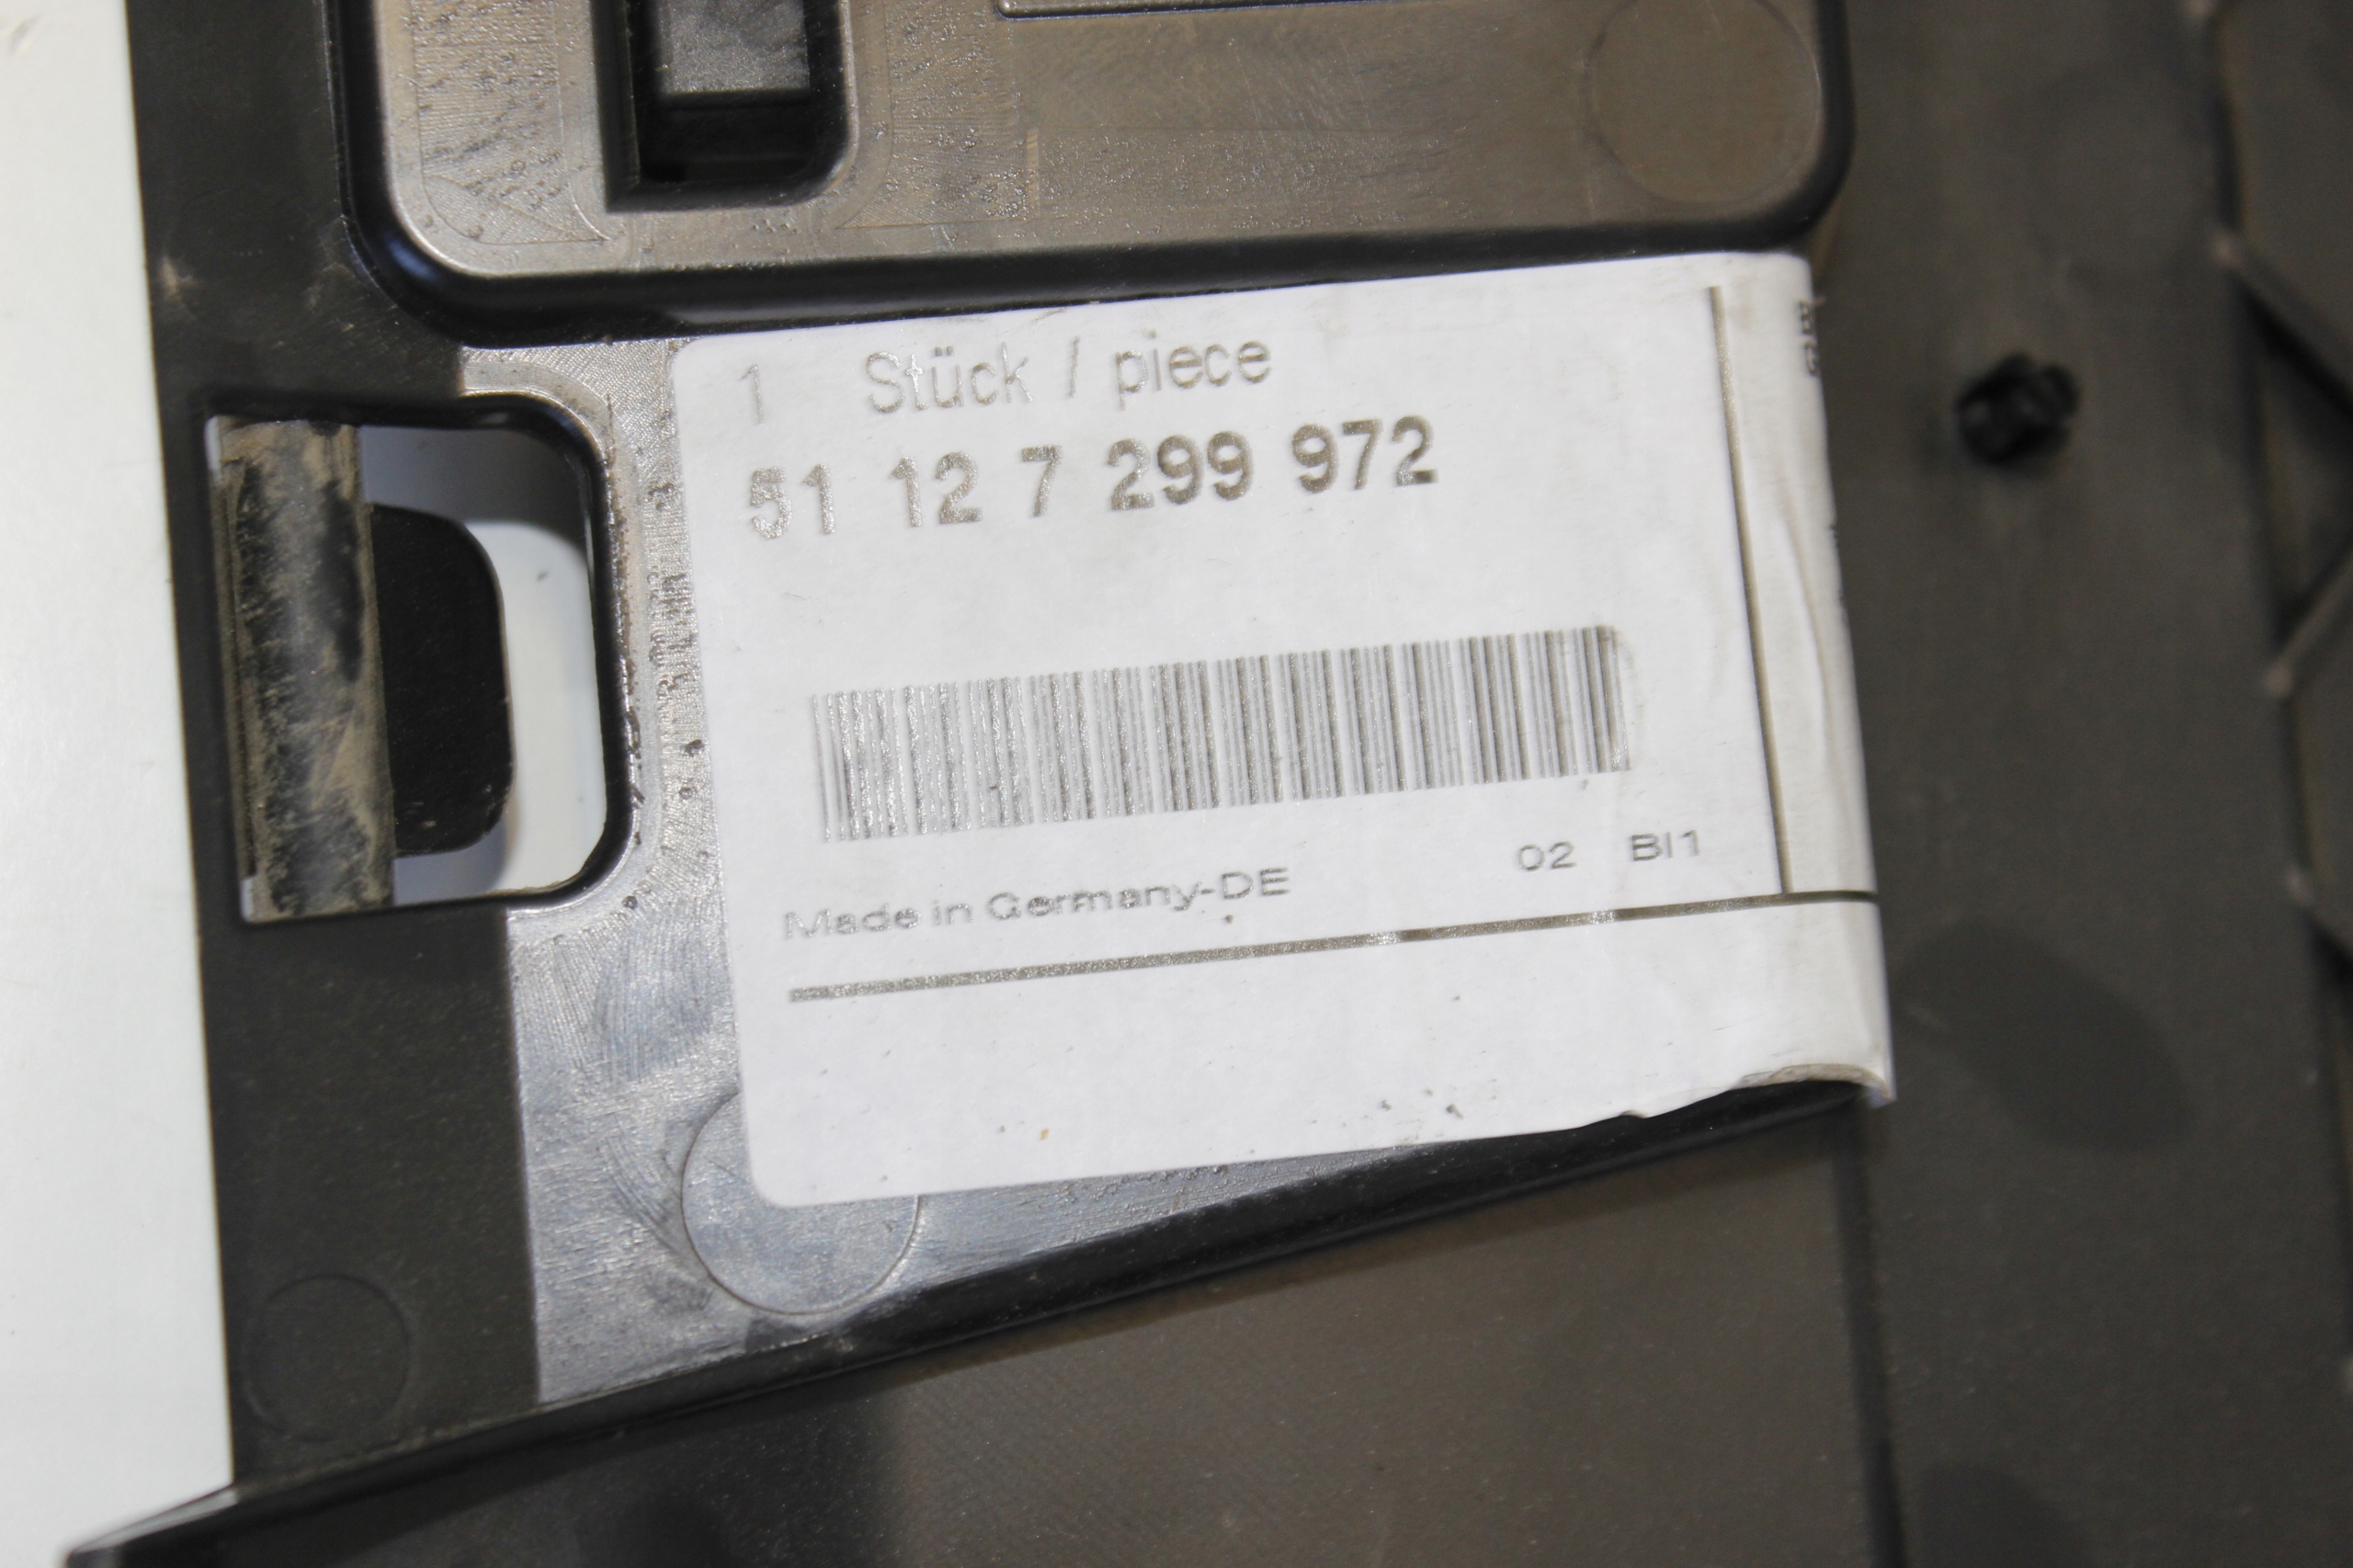 1 Stück / piece
51 12 7 299 972
02 BI1
Made in Germany-DE